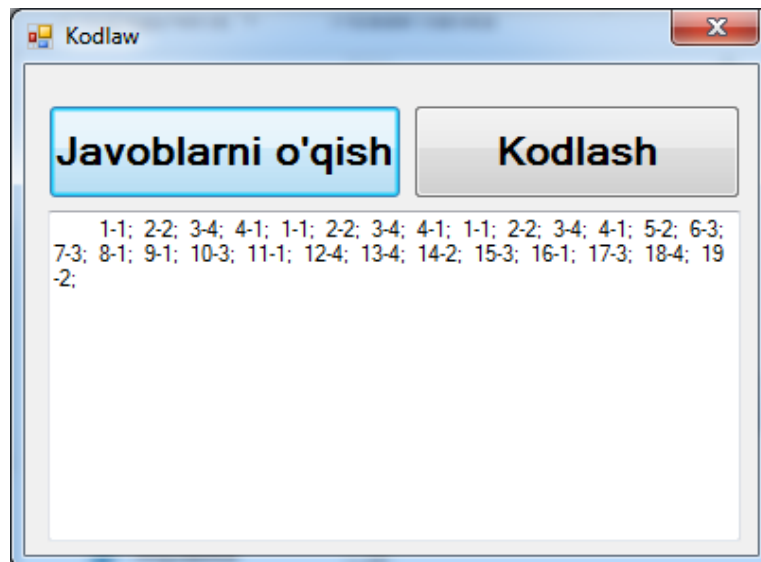 Kodlaw
Javoblarni o'qish
Kodlash
1-1; 2-2; 3-4; 4-1; 1-1; 2-2; 3-4; 4-1; 1-1; 2-2; 3-4; 4-1; 5-2; 6-3;
7-3; 8-1; 9-1; 10-3; 11-1; 12-4; 13-4; 14-2; 15-3; 16-1; 17-3; 18-4; 19
-2;